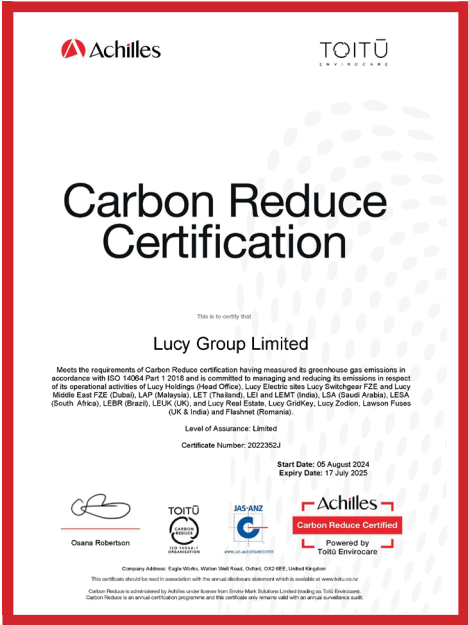 Achilles
TOITŪ
ENVIROCARE
Carbon Reduce
Certification
This is to certify that
Lucy Group Limited
Meets the requirements of Carbon Reduce certification having measured its greenhouse gas emissions in
accordance with ISO 14064 Part 1 2018 and is committed to managing and reducing its emissions in respect
of its operational activities of Lucy Holdings (Head Office), Lucy Electric sites Lucy Switchgear FZE and Lucy
Middle East FZE (Dubai), LAP (Malaysia), LET (Thailand), LEI and LEMT (India), LSA (Saudi Arabia), LESA
(South Africa), LEBR (Brazil), LEUK (UK), and Lucy Real Estate, Lucy GridKey, Lucy Zodion, Lawson Fuses
(UK & India) and Flashnet (Romania).
Level of Assurance: Limited
Certificate Number: 2022352J
Start Date: 05 August 2024
Expiry Date: 17 July 2025
Osana Robertson
TOITŪ
CARBON
REDUCE
ISO 14064-1
ORGANISATION
JAS-ANZ
www.jas-anz.org/register
Achilles
Carbon Reduce Certified
Powered by
Toitū Envirocare
Company Address: Eagle Works, Walton Well Road, Oxford, OX2 6EE, United Kingdom
This certificate should be read in association with the annual disclosure statement which is available at www.toitu.co.nz
Carbon Reduce is administered by Achilles under license from Enviro-Mark Solutions Limited (trading as Toitū Envirocare).
Carbon Reduce is an annual certification programme and this certificate only remains valid with an annual surveillance audit.